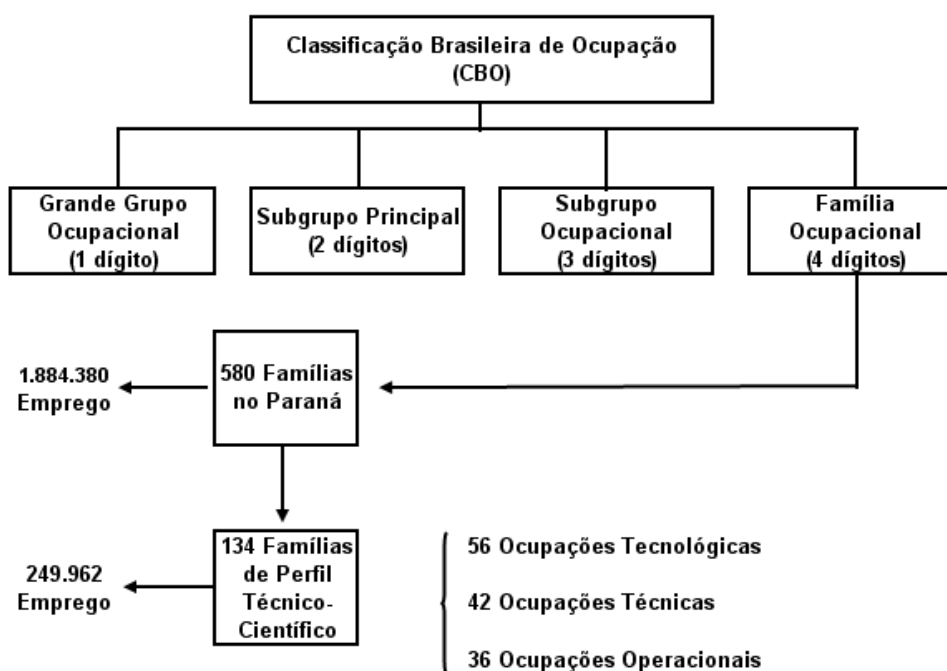 Classificação Brasileira de Ocupação
(CBO)
Grande Grupo
Ocupacional
(1 dígito)
Subgrupo Principal
(2 dígitos)
Subgrupo
Ocupacional
(3 dígitos)
Família
Ocupacional
(4 dígitos)
1.884.380
Emprego
580 Famílias
no Paraná
249.962
Emprego
134 Famílias
de Perfil
Técnico-
Científico
56 Ocupações Tecnológicas
42 Ocupações Técnicas
36 Ocupações Operacionais